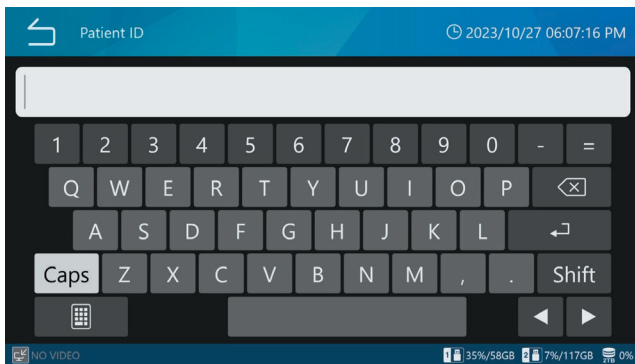 Patient ID 2023/10/27 06:07:16 PM
1 2 3 4 5 6 7 8 9 0 - =
Q W E R T Y U I O P
A S D F G H J K L
Caps Z X C V B N M , . Shift
NO VIDEO 1 35%/58GB 2 7%/117GB 2TB 0%